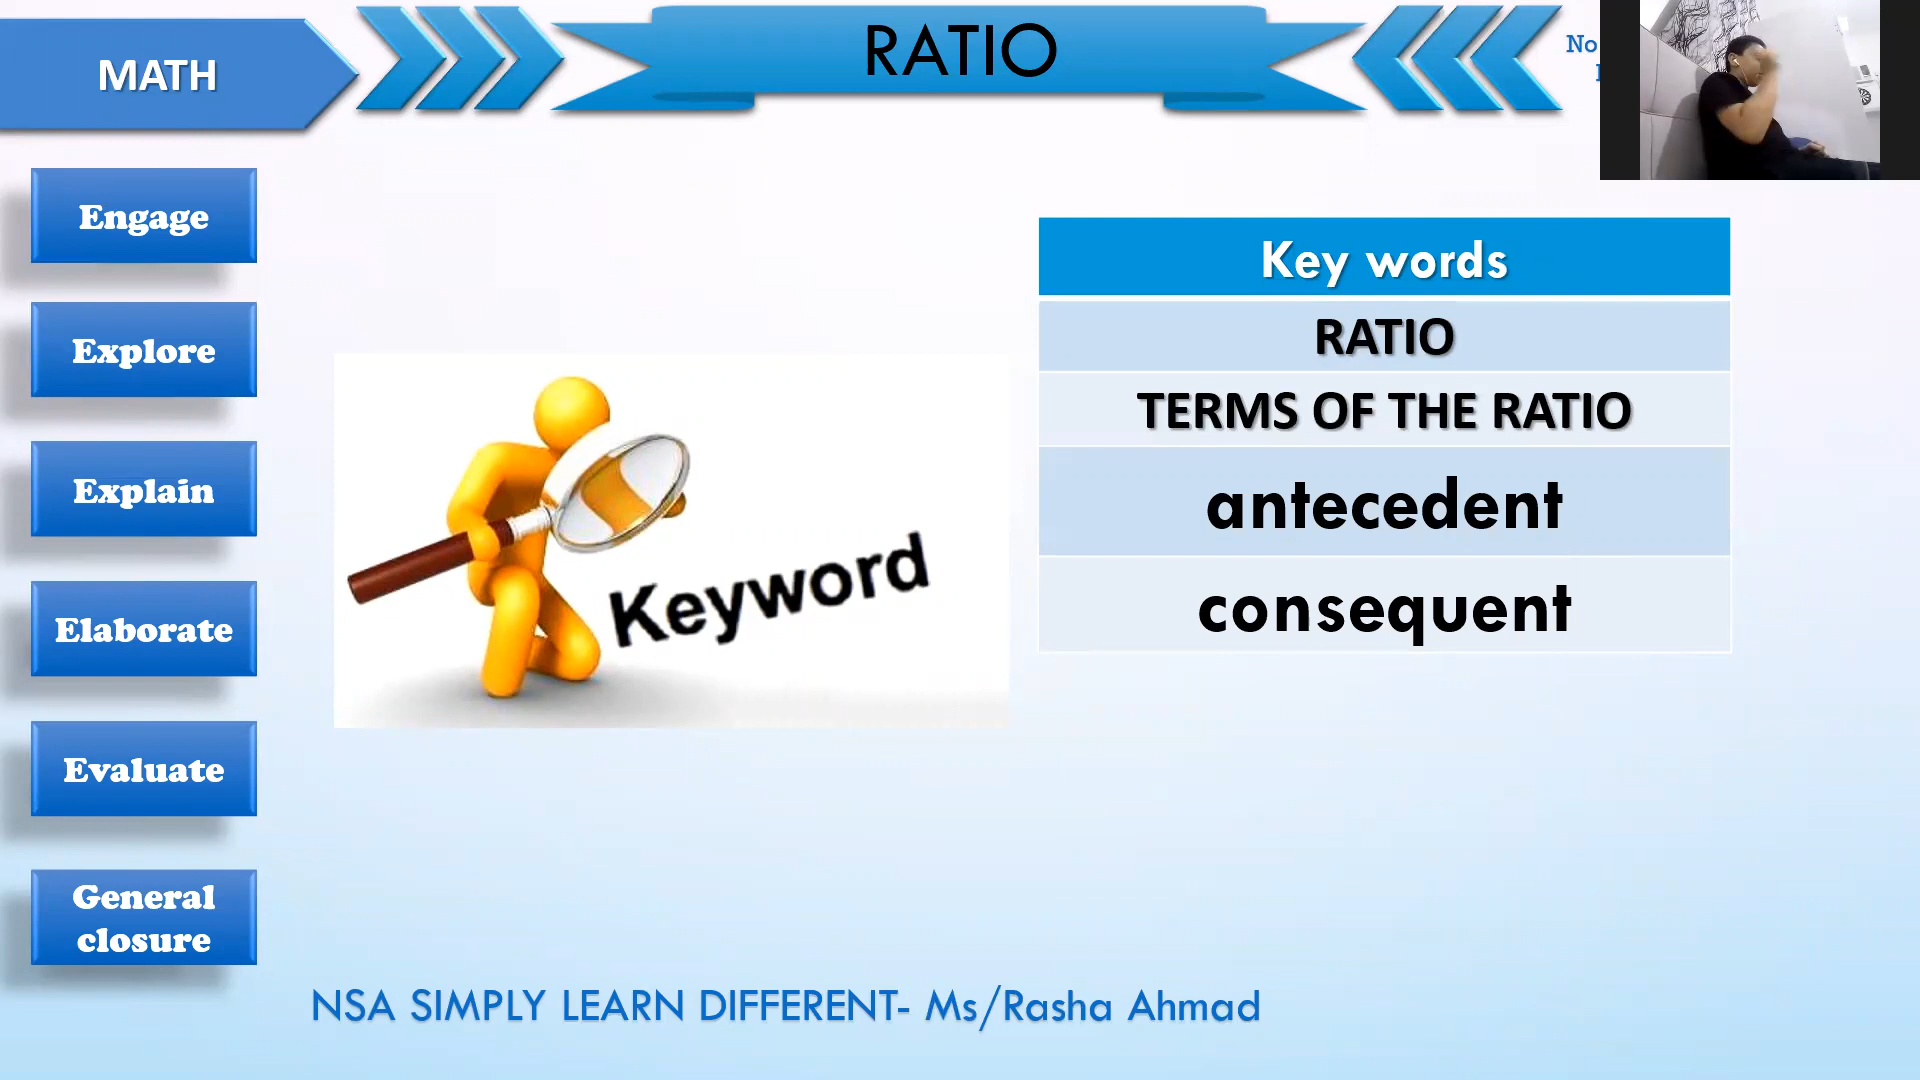 MATH
RATIO
No
Engage
Explore
Explain
Elaborate
Evaluate
General
closure
Keyword
Key words
RATIO
TERMS OF THE RATIO
antecedent
consequent
NSA SIMPLY LEARN DIFFERENT- Ms/Rasha Ahmad